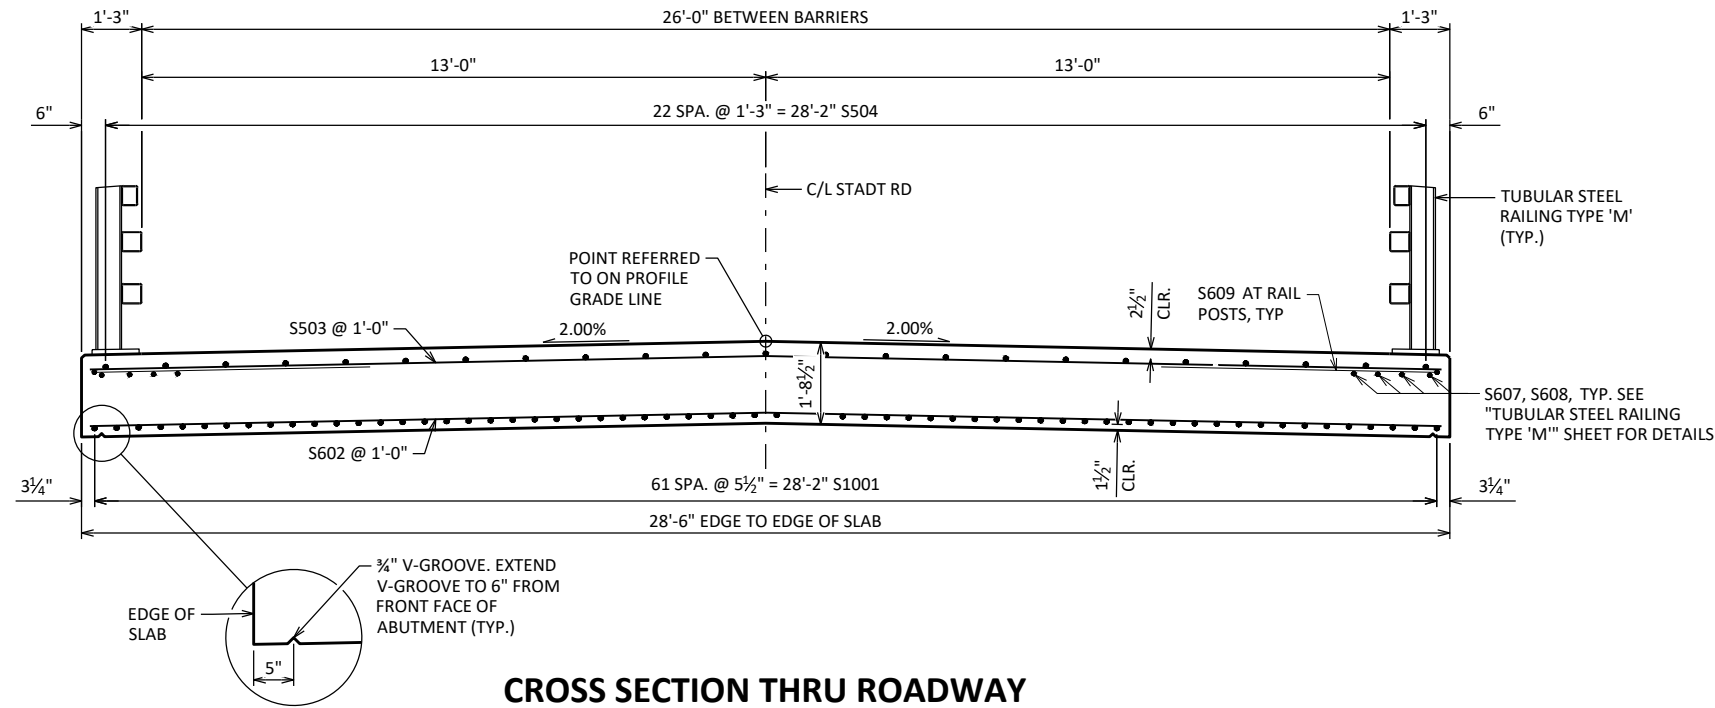 1'-3"
26'-0" BETWEEN BARRIERS
1'-3"
13'-0"
13'-0"
6"
22 SPA. @ 1'-3" = 28'-2" S504
6"
C/L STADT RD
TUBULAR STEEL
RAILING TYPE 'M'
(TYP.)
POINT REFERRED
TO ON PROFILE
GRADE LINE
2½"
CLR.
S609 AT RAIL
POSTS, TYP
S503 @ 1'-0"
2.00%
2.00%
1'-8½"
S607, S608, TYP. SEE
"TUBULAR STEEL RAILING
TYPE 'M'" SHEET FOR DETAILS
S602 @ 1'-0"
1½"
CLR.
3¼"
61 SPA. @ 5½" = 28'-2" S1001
3¼"
28'-6" EDGE TO EDGE OF SLAB
¾" V-GROOVE. EXTEND
V-GROOVE TO 6" FROM
FRONT FACE OF
ABUTMENT (TYP.)
EDGE OF
SLAB
5"
CROSS SECTION THRU ROADWAY